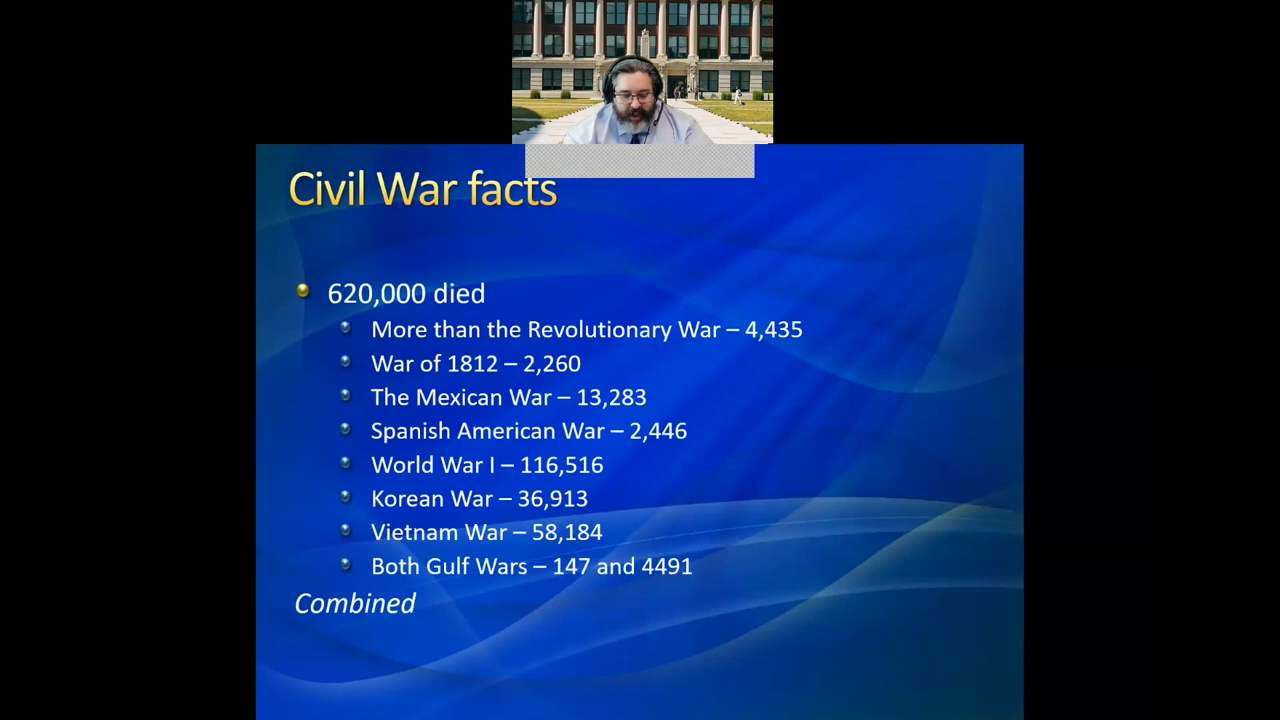 Civil War facts
620,000 died
More than the Revolutionary War – 4,435
War of 1812 – 2,260
The Mexican War – 13,283
Spanish American War – 2,446
World War I – 116,516
Korean War – 36,913
Vietnam War – 58,184
Both Gulf Wars – 147 and 4491
Combined